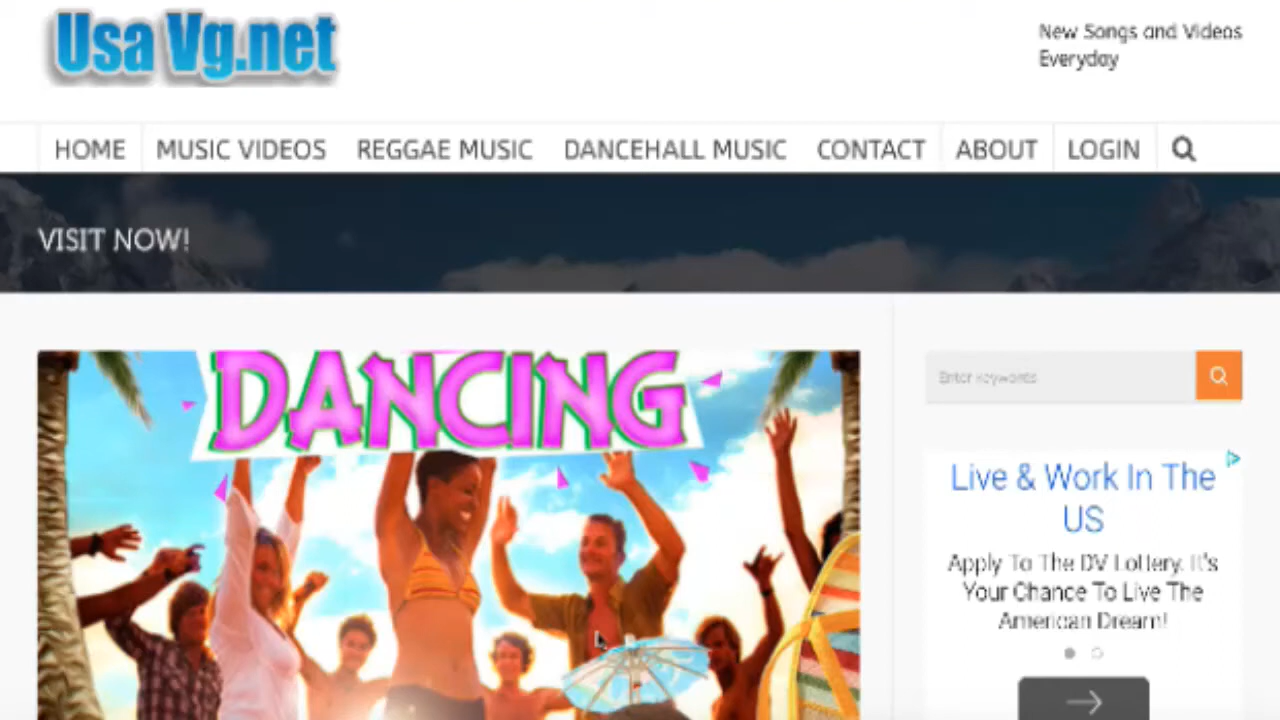 Usa Vg.net
New Songs and Videos
Everyday
HOME MUSIC VIDEOS REGGAE MUSIC DANCEHALL MUSIC CONTACT ABOUT LOGIN
VISIT NOW!
DANCING
Enter keywords
Live & Work In The
US
Apply To The DV Lottery. It's
Your Chance To Live The
American Dream!